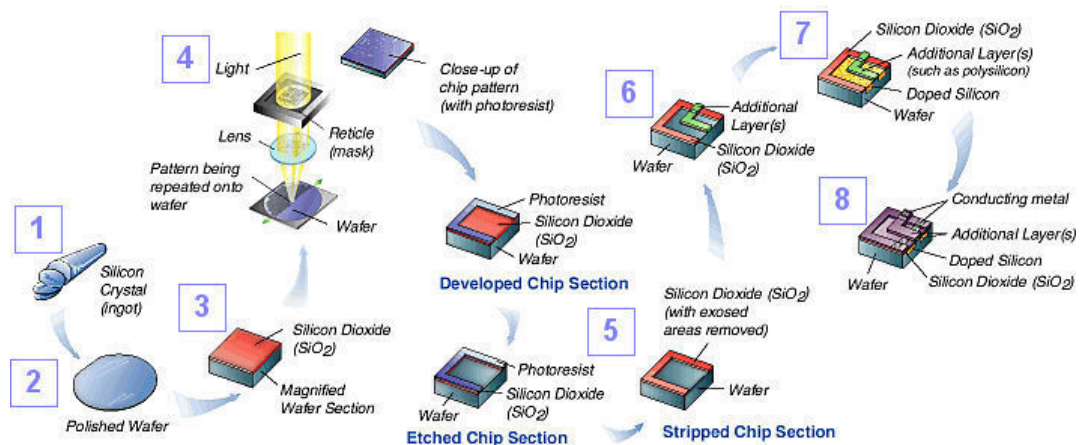 1
Silicon
Crystal
(ingot)
2
Polished Wafer
3
Silicon Dioxide
(SiO2)
Magnified
Wafer Section
4
Light
Reticle
(mask)
Lens
Pattern being
repeated onto
wafer
Wafer
Close-up of
chip pattern
(with photoresist)
Photoresist
Silicon Dioxide
(SiO2)
Wafer
Developed Chip Section
Photoresist
Silicon Dioxide
(SiO2)
Wafer
Etched Chip Section
5
Silicon Dioxide (SiO2)
(with exposed
areas removed)
Wafer
Stripped Chip Section
6
Additional
Layer(s)
Silicon Dioxide
(SiO2)
Wafer
7
Silicon Dioxide (SiO2)
Additional Layer(s)
(such as polysilicon)
Doped Silicon
Wafer
8
Conducting metal
Additional Layer(s)
Doped Silicon
Silicon Dioxide (SiO2)
Wafer